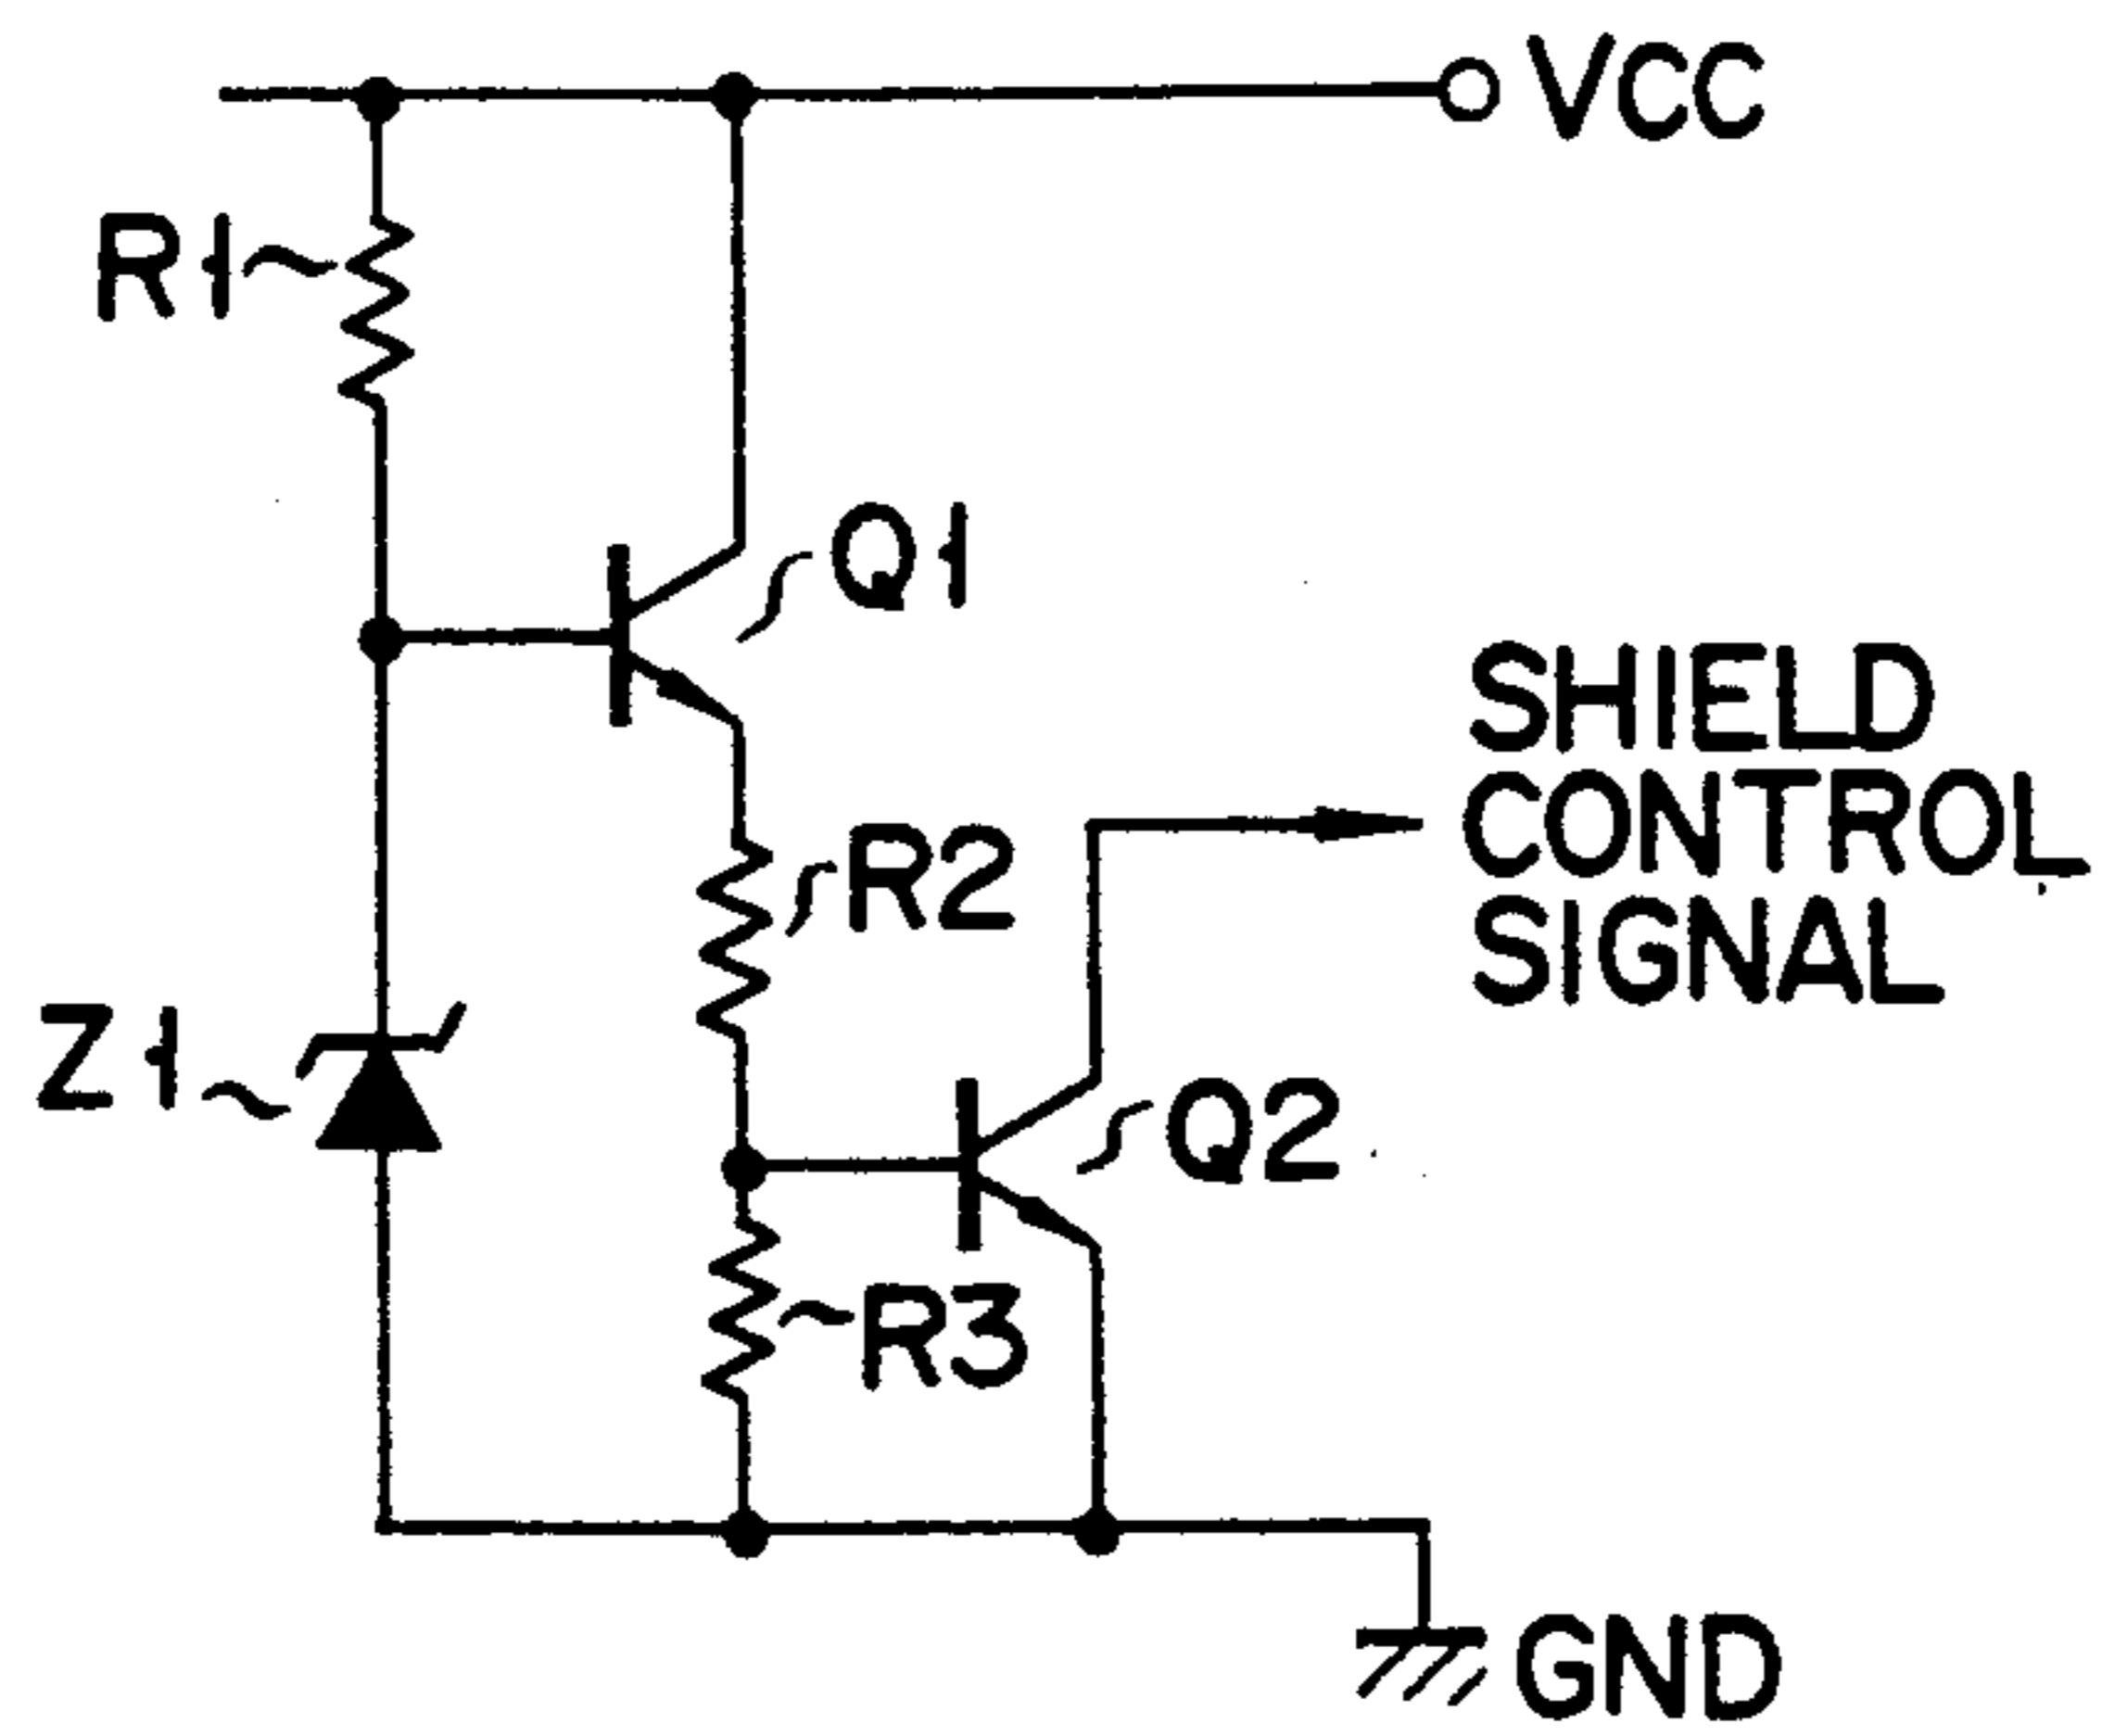 VCC
R1
Q1
SHIELD
CONTROL
SIGNAL
R2
Z1
Q2
R3
GND